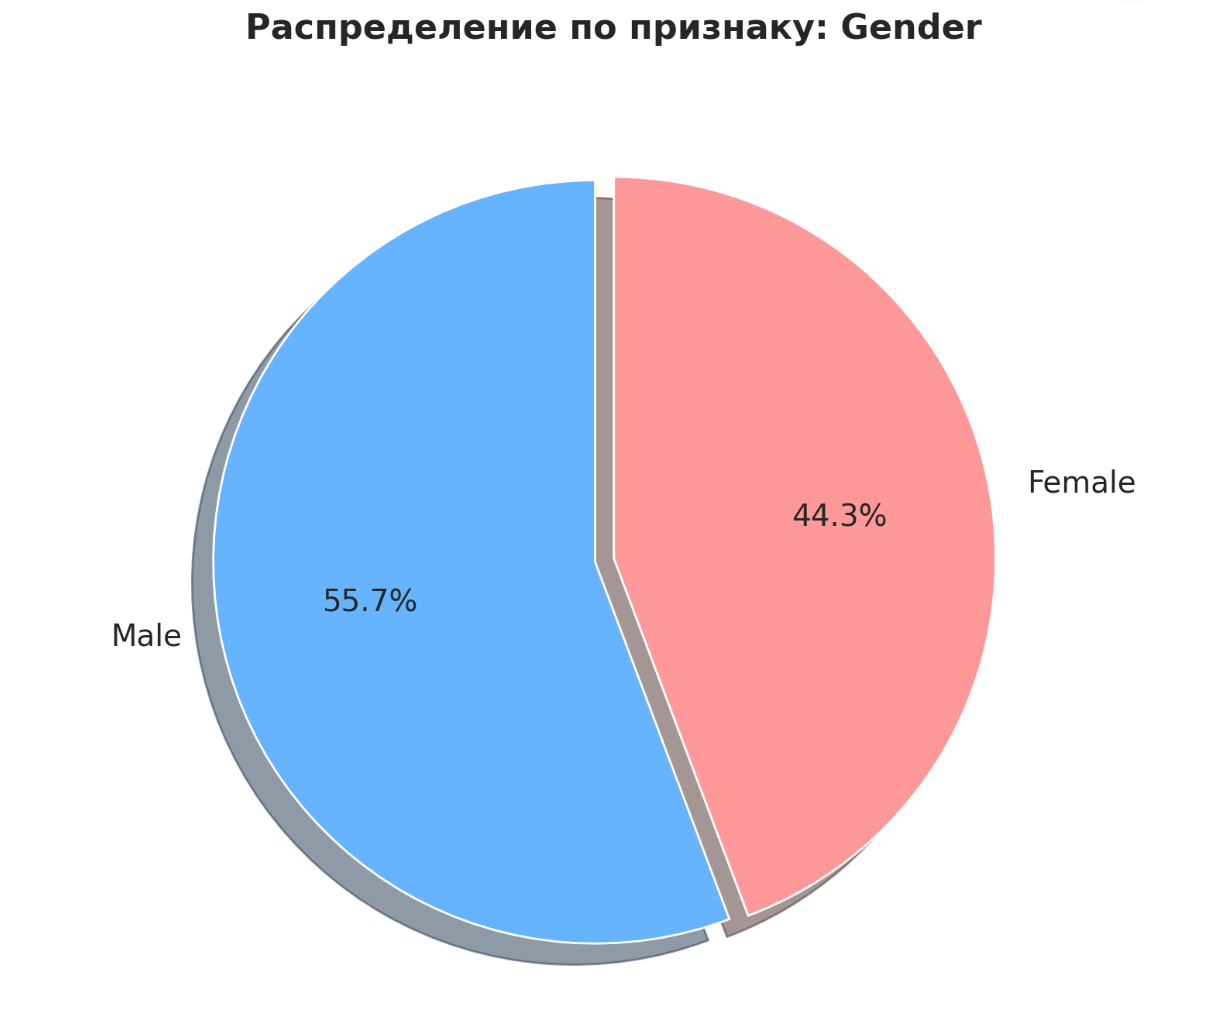 Распределение по признаку: Gender
Female
44.3%
55.7%
Male